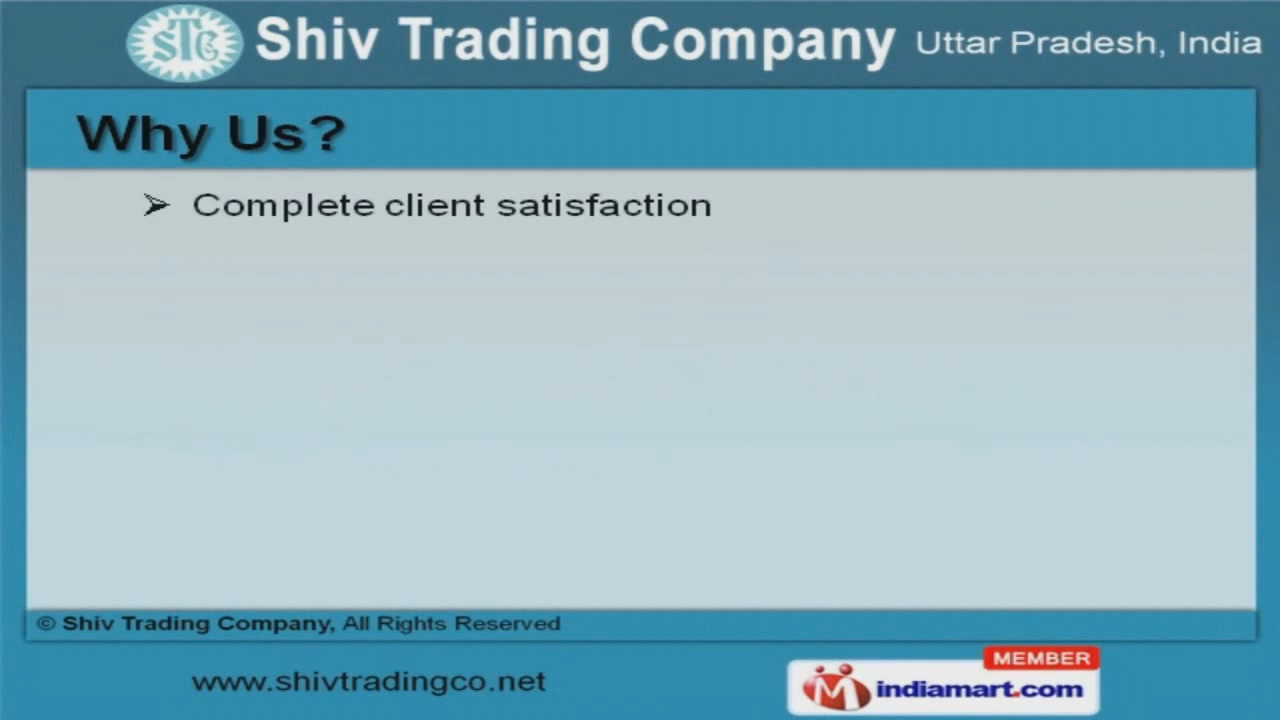 STC Shiv Trading Company Uttar Pradesh, India
Why Us?
➢ Complete client satisfaction
© Shiv Trading Company, All Rights Reserved
MEMBER
www.shivtradingco.net
indiamart.com